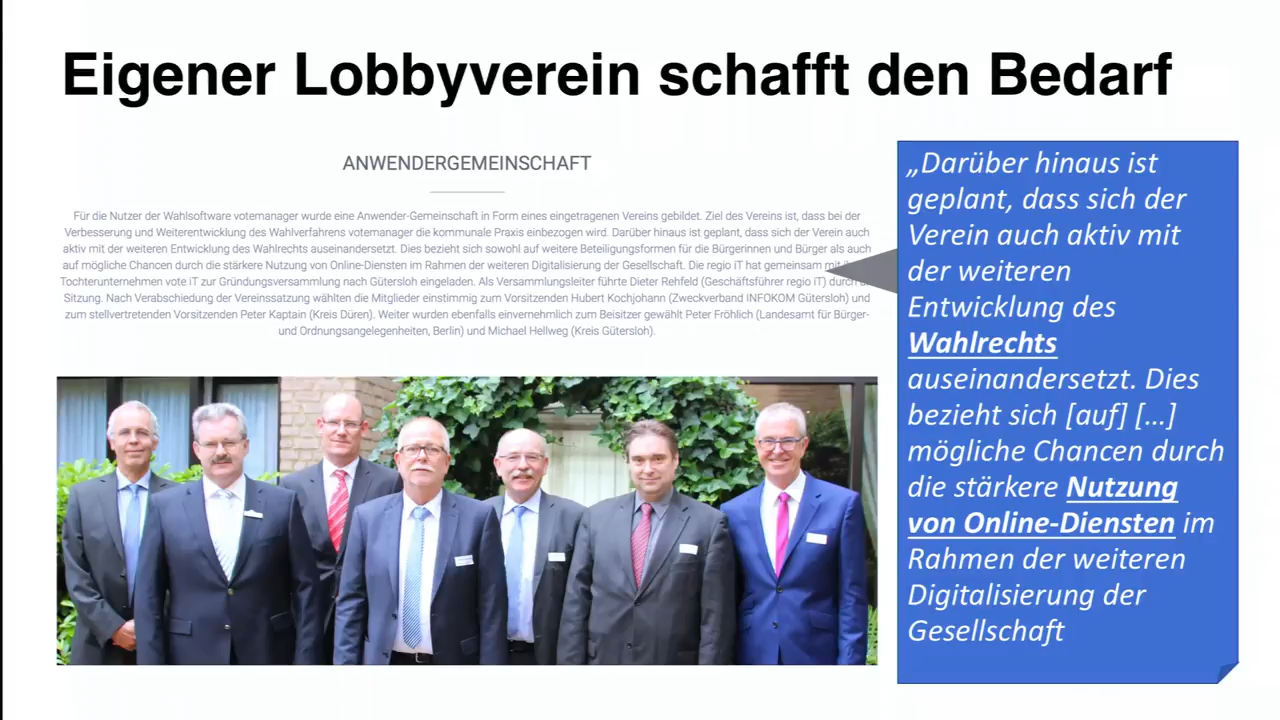 Eigener Lobbyverein schafft den Bedarf
ANWENDERGEMEINSCHAFT
Für die Nutzer der Wahlsoftware votemanager wurde eine Anwender-Gemeinschaft in Form eines eingetragenen Vereins gebildet. Ziel des Vereins ist, dass bei der
Verbesserung und Weiterentwicklung des Wahlverfahrens votemanager die kommunale Praxis einbezogen wird. Darüber hinaus ist geplant, dass sich der Verein auch
aktiv mit der weiteren Entwicklung des Wahlrechts auseinandersetzt. Dies bezieht sich sowohl auf weitere Beteiligungsformen für die Bürgerinnen und Bürger als auch
auf mögliche Chancen durch die stärkere Nutzung von Online-Diensten im Rahmen der weiteren Digitalisierung der Gesellschaft. Die regio iT hat gemeinsam mit
Tochterunternehmen vote iT zur Gründungsversammlung nach Gütersloh eingeladen. Als Versammlungsleiter führte Dieter Rehfeld (Geschäftsführer regio iT) durch
Sitzung. Nach Verabschiedung der Vereinssatzung wählten die Mitglieder einstimmig zum Vorsitzenden Hubert Kochjohann (Zweckverband INFOKOM Gütersloh) und
zum stellvertretenden Vorsitzenden Peter Kaptain (Kreis Düren). Weiter wurden ebenfalls einvernehmlich zum Beisitzer gewählt Peter Fröhlich (Landesamt für Bürger-
und Ordnungsangelegenheiten, Berlin) und Michael Hellweg (Kreis Gütersloh).
„Darüber hinaus ist
geplant, dass sich der
Verein auch aktiv mit
der weiteren
Entwicklung des
Wahlrechts
auseinandersetzt. Dies
bezieht sich [auf] […]
mögliche Chancen durch
die stärkere Nutzung
von Online-Diensten im
Rahmen der weiteren
Digitalisierung der
Gesellschaft